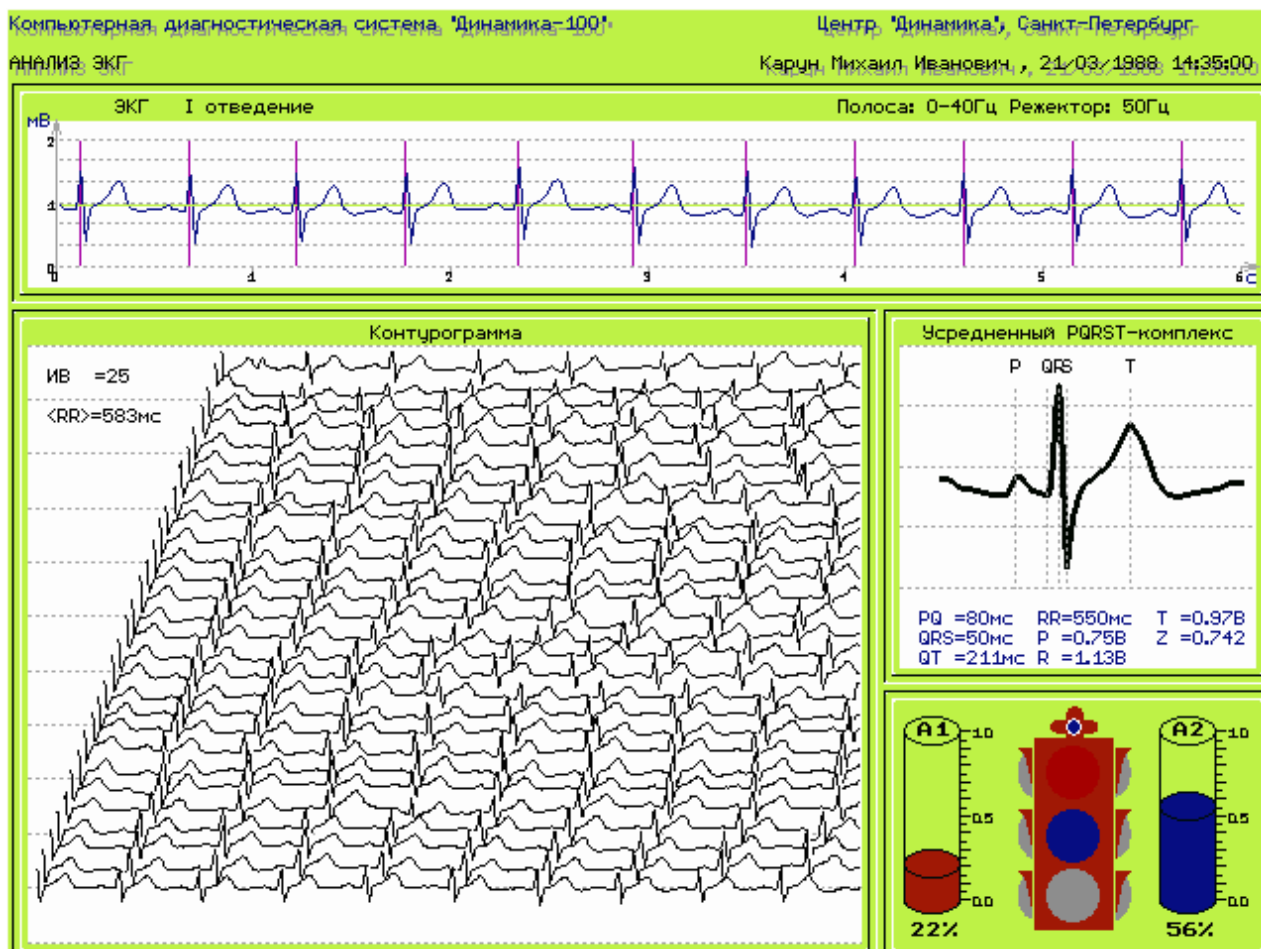 Компьютерная диагностическая система "Динамика-100"
Центр "Динамика", Санкт-Петербург
АНАЛИЗ ЭКГ
Карун Михаил Иванович , 21/03/1988 14:35:00
ЭКГ I отведение
Полоса: 0-40Гц Режектор: 50Гц
мВ
2
1
0
0 1 2 3 4 5 6 с
Контурограмма
ИВ =25
<RR>=583мс
Усредненный PQRST-комплекс
P QRS T
PQ =80мс RR=550мс T =0.97В
QRS=50мс P =0.75В Z =0.742
QT =211мс R =1.13В
A1
1.0
0.5
0.0
22%
A2
1.0
0.5
0.0
56%